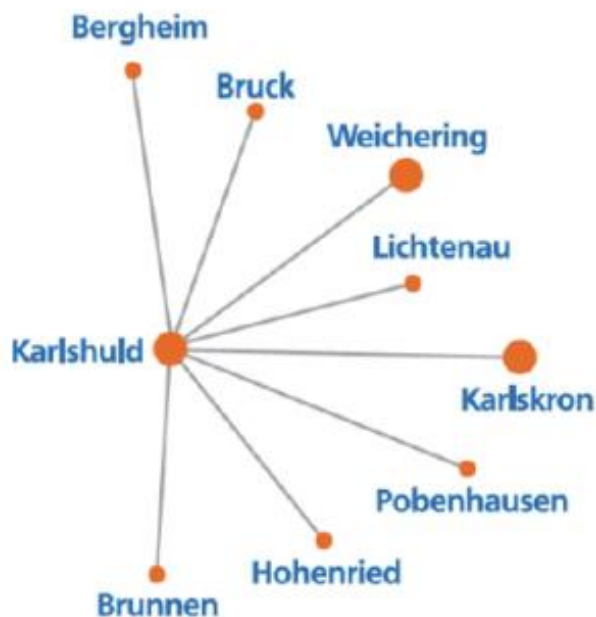 Bergheim
Bruck
Weichering
Lichtenau
Karlshuld
Karlskron
Pobenhausen
Hohenried
Brunnen